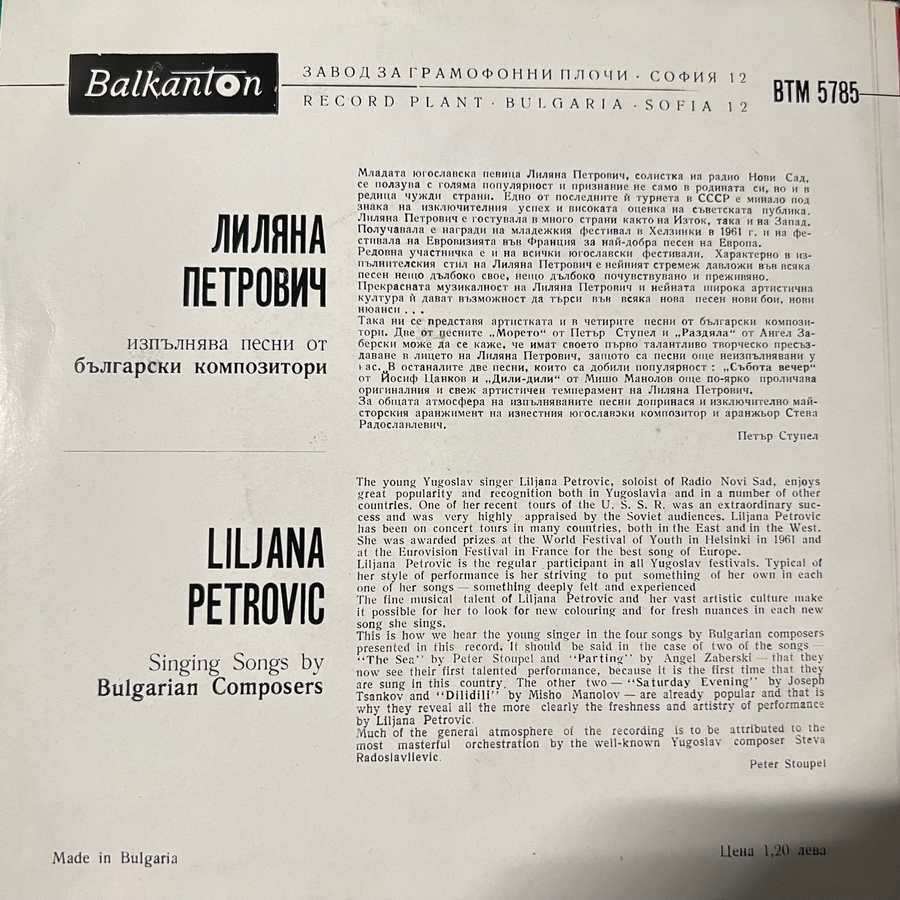 Balkanton
ЗАВОД ЗА ГРАМОФОННИ ПЛОЧИ · СОФИЯ 12
RECORD PLANT · BULGARIA · SOFIA 12
ВТМ 5785
ЛИЛЯНА
ПЕТРОВИЧ
изпълнява песни от
български композитори
Младата югославска певица Лиляна Петрович, солистка на радио Нови Сад,
се ползува с голяма популярност и признание не само в родината си, но и в
редица чужди страни. Едно от последните ѝ турнета в СССР е минало под
знака на изключителния успех и високата оценка на съветската публика.
Лиляна Петрович е гостувала в много страни както на Изток, така и на Запад.
Получавала е награди на младежкия фестивал в Хелзинки в 1961 г. и на фе-
стивала на Евровизията във Франция за най-добра песен на Европа.
Редовна участничка е и на всички югославски фестивали. Характерно в из-
пълнителския стил на Лиляна Петрович е нейният стремеж давложи във всяка
песен нещо дълбоко свое, нещо дълбоко почувствувано и преживяно.
Прекрасната музикалност на Лиляна Петрович и нейната широка артистична
култура ѝ дават възможност да търси във всяка нова песен нови бои, нови
нюанси . . .
Така ни се представя артистката и в четирите песни от български компози-
тори. Две от песните „Морето" от Петър Ступел и „Раздяла" от Ангел За-
берски може да се каже, че имат своето първо талантливо творческо пресъз-
даване в лицето на Лиляна Петрович, защото са песни още неизпълнявани у
нас. В останалите две песни, които са добили популярност : „Събота вечер"
от Йосиф Цанков и „Дили-дили" от Мишо Манолов още по-ярко проличава
оригиналния и свеж артистичен темперамент на Лиляна Петрович.
За общата атмосфера на изпълняваните песни допринася и изключително май-
сторския аранжимент на известния югославэки композитор и аранжьор Стева
Радославлевич.
Петър Ступел
LILJANA
PETROVIC
Singing Songs by
Bulgarian Composers
The young Yugoslav singer Liljana Petrovic, soloist of Radio Novi Sad, enjoys
great popularity and recognition both in Yugoslavia and in a number of other
countries. One of her recent tours of the U. S. S. R. was an extraordinary suc-
cess and was very highly appraised by the Soviet audiences. Liljana Petrovic
has been on concert tours in many countries, both in the East and in the West.
She was awarded prizes at the World Festival of Youth in Helsinki in 1961 and
at the Eurovision Festival in France for the best song of Europe.
Liljana Petrovic is the regular participant in all Yugoslav festivals. Typical of
her style of performance is her striving to put something of her own in each
one of her songs — something deeply felt and experienced
The fine musical talent of Liljana Petrovic and her vast artistic culture make
it possible for her to look for new colouring and for fresh nuances in each new
song she sings.
This is how we hear the young singer in the four songs by Bulgarian composers
presented in this record. It should be said in the case of two of the songs —
"The Sea" by Peter Stoupel and "Parting" by Angel Zaberski — that they
now see their first talented performance, because it is the first time that they
are sung in this country. The other two — "Saturday Evening" by Joseph
Tsankov and "Dilidili" by Misho Manolov — are already popular and that is
why they reveal all the more clearly the freshness and artistry of performance
by Liljana Petrovic.
Much of the general atmosphere of the recording is to be attributed to the
most masterful orchestration by the well-known Yugoslav composer Steva
Radoslavlievic.
Peter Stoupel
Made in Bulgaria
Цена 1,20 лева